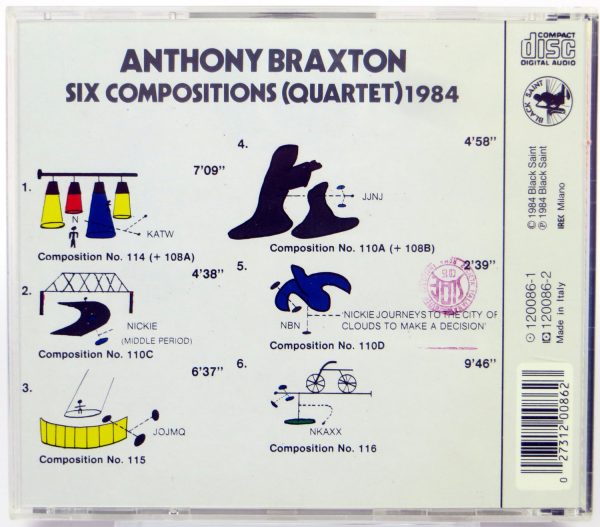 ANTHONY BRAXTON
SIX COMPOSITIONS (QUARTET) 1984
1.
7'09"
N
KATW
Composition No. 114 (+ 108A)
2.
4'38"
NICKIE
(MIDDLE PERIOD)
Composition No. 110C
3.
6'37"
JOJMQ
Composition No. 115
4.
4'58"
JJNJ
Composition No. 110A (+ 108B)
5.
2'39"
NBN
'NICKIE JOURNEYS TO THE CITY OF
CLOUDS TO MAKE A DECISION'
Composition No. 110D
6.
9'46"
NKAXX
Composition No. 116
COMPACT
disc
DIGITAL AUDIO
BLACK SAINT
© 1984 Black Saint
℗ 1984 Black Saint
IREC Milano
120086-1
120086-2
Made in Italy
0 27312 00862